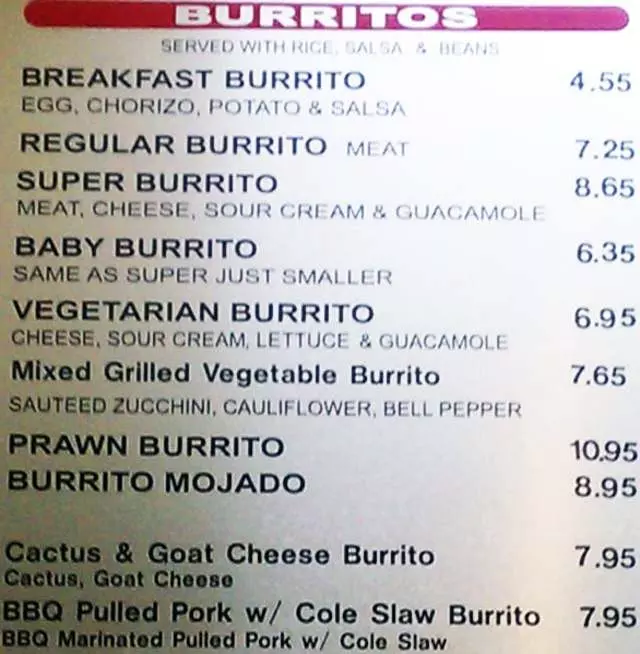 BURRITOS
SERVED WITH RICE, SALSA & BEANS
BREAKFAST BURRITO 4.55
EGG, CHORIZO, POTATO & SALSA
REGULAR BURRITO MEAT 7.25
SUPER BURRITO 8.65
MEAT, CHEESE, SOUR CREAM & GUACAMOLE
BABY BURRITO 6.35
SAME AS SUPER JUST SMALLER
VEGETARIAN BURRITO 6.95
CHEESE, SOUR CREAM, LETTUCE & GUACAMOLE
Mixed Grilled Vegetable Burrito 7.65
SAUTEED ZUCCHINI, CAULIFLOWER, BELL PEPPER
PRAWN BURRITO 10.95
BURRITO MOJADO 8.95
Cactus & Goat Cheese Burrito 7.95
Cactus, Goat Cheese
BBQ Pulled Pork w/ Cole Slaw Burrito 7.95
BBQ Marinated Pulled Pork w/ Cole Slaw